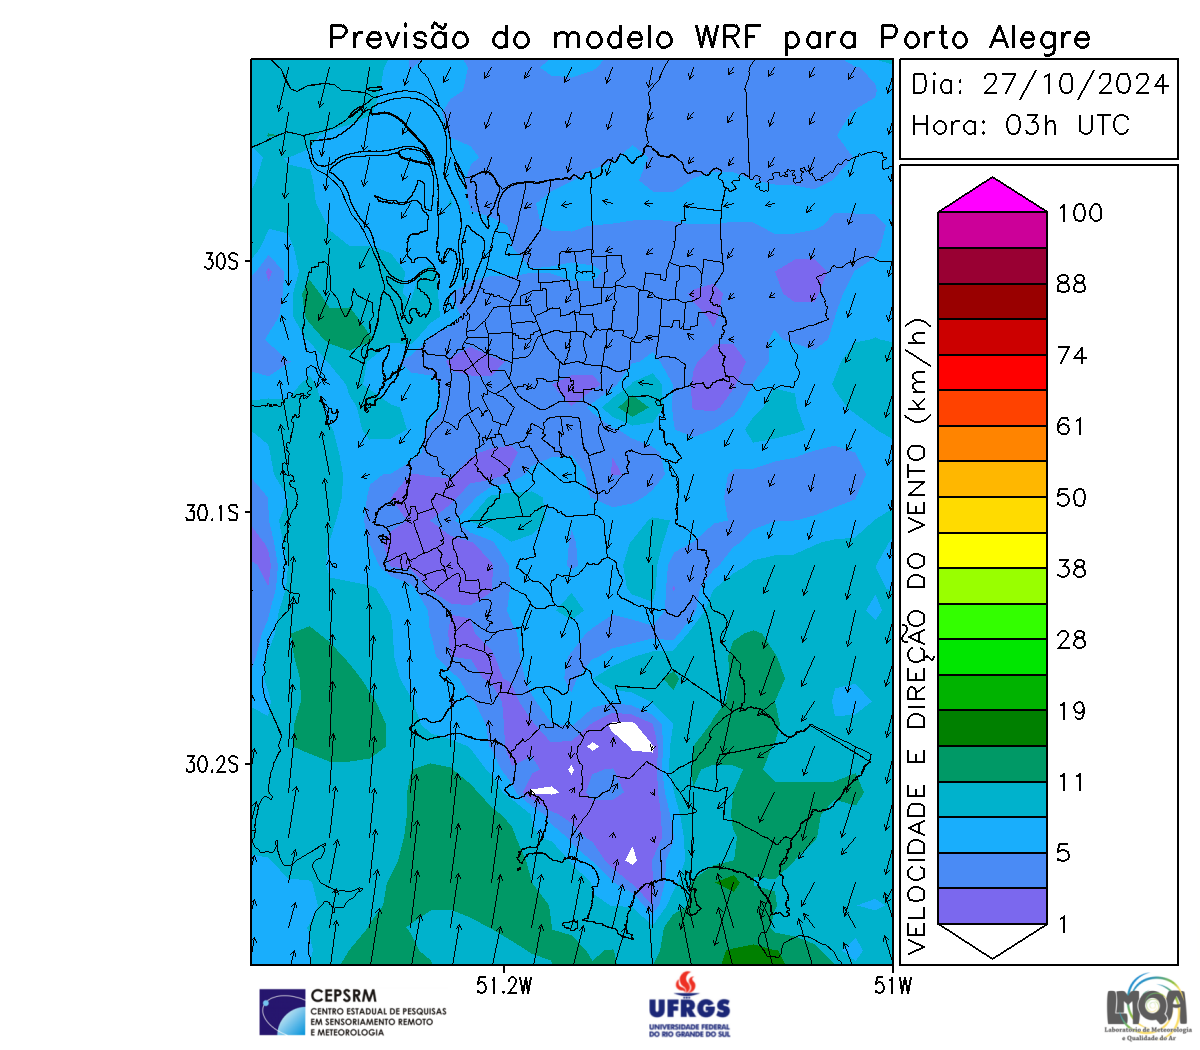 Previsão do modelo WRF para Porto Alegre
Dia: 27/10/2024
Hora: 03h UTC
30S
30.1S
30.2S
51.2W
51W
VELOCIDADE E DIREÇÃO DO VENTO (km/h)
100
88
74
61
50
38
28
19
11
5
1
CEPSRM
CENTRO ESTADUAL DE PESQUISAS
EM SENSORIAMENTO REMOTO
E METEOROLOGIA
UFRGS
UNIVERSIDADE FEDERAL
DO RIO GRANDE DO SUL
LMQA
Laboratório de Meteorologia
e Qualidade do Ar